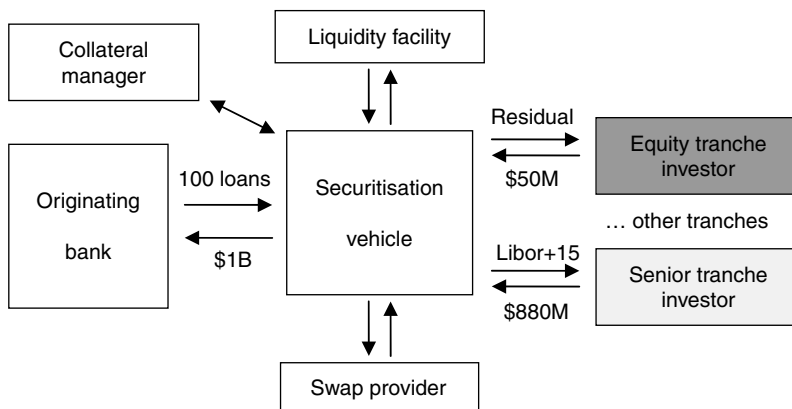 Liquidity facility
Collateral
manager
Originating
bank
100 loans
$1B
Securitisation
vehicle
Residual
$50M
Equity tranche
investor
... other tranches
Libor+15
$880M
Senior tranche
investor
Swap provider